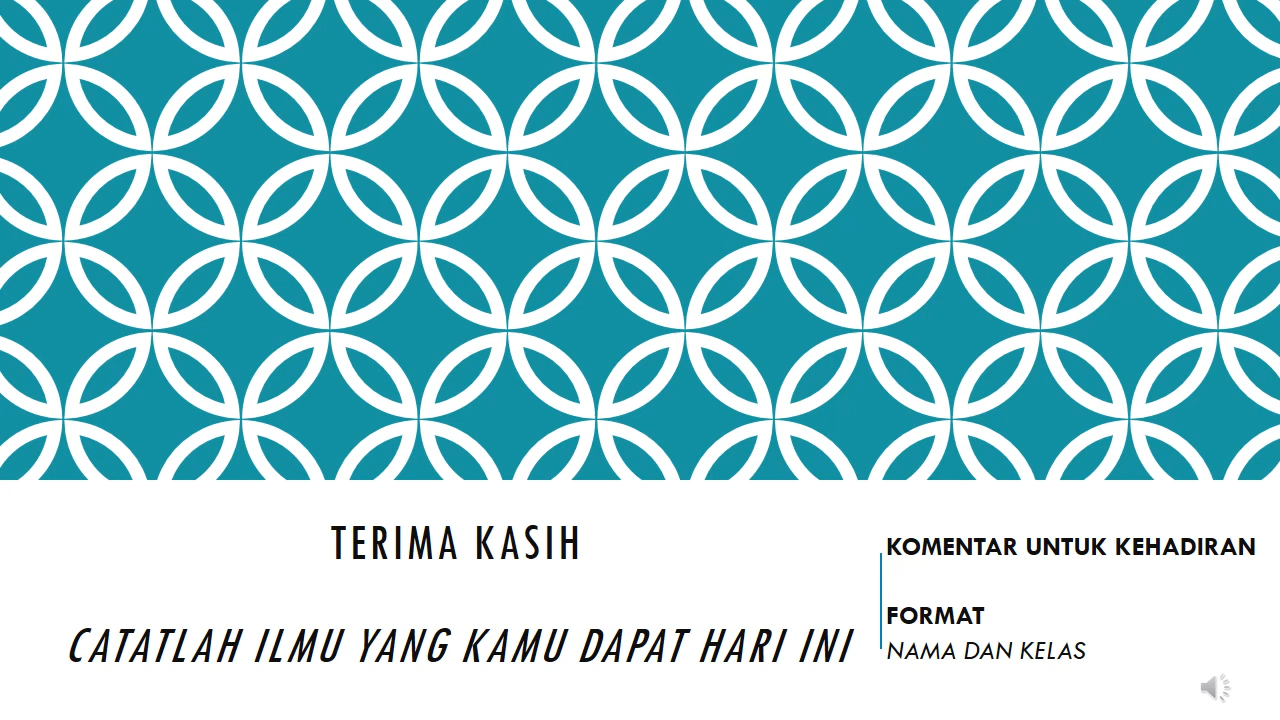 TERIMA KASIH
CATATLAH ILMU YANG KAMU DAPAT HARI INI
KOMENTAR UNTUK KEHADIRAN
FORMAT
NAMA DAN KELAS